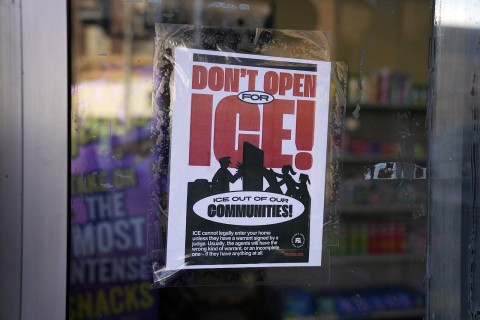 DON'T OPEN
FOR
ICE!
ICE OUT OF OUR
COMMUNITIES!
ICE cannot legally enter your home
unless they have a warrant signed by a
judge. Usually, the agents will have the
wrong kind of warrant, or an incomplete
one - if they have anything at all
TAKE ON
THE
MOST
INTENSE
SNACKS